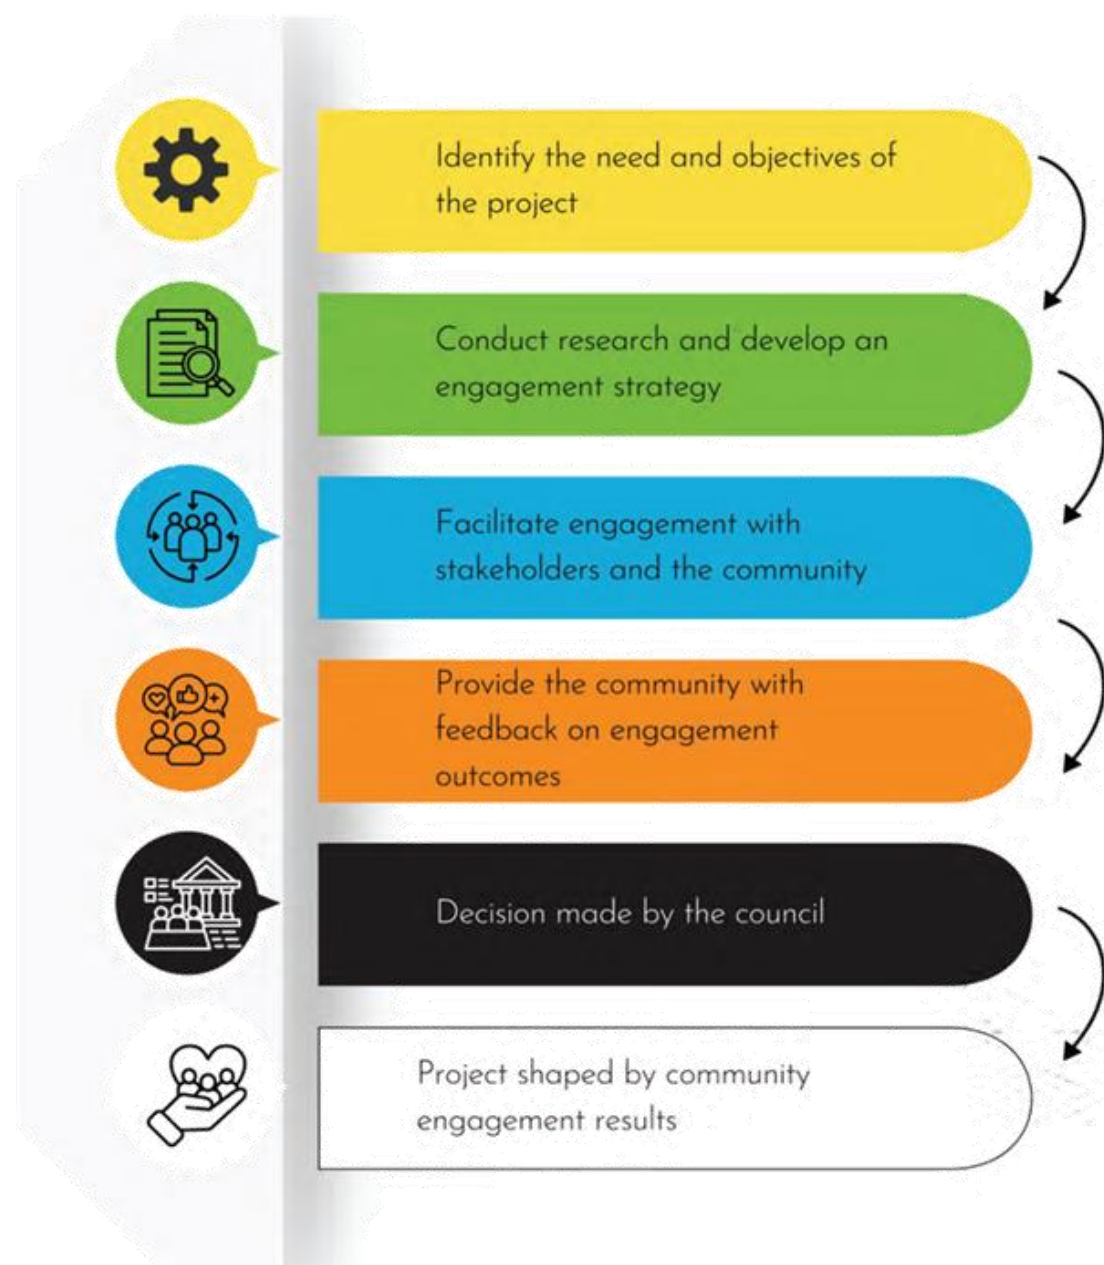 Identify the need and objectives of
the project
Conduct research and develop an
engagement strategy
Facilitate engagement with
stakeholders and the community
Provide the community with
feedback on engagement
outcomes
Decision made by the council
Project shaped by community
engagement results